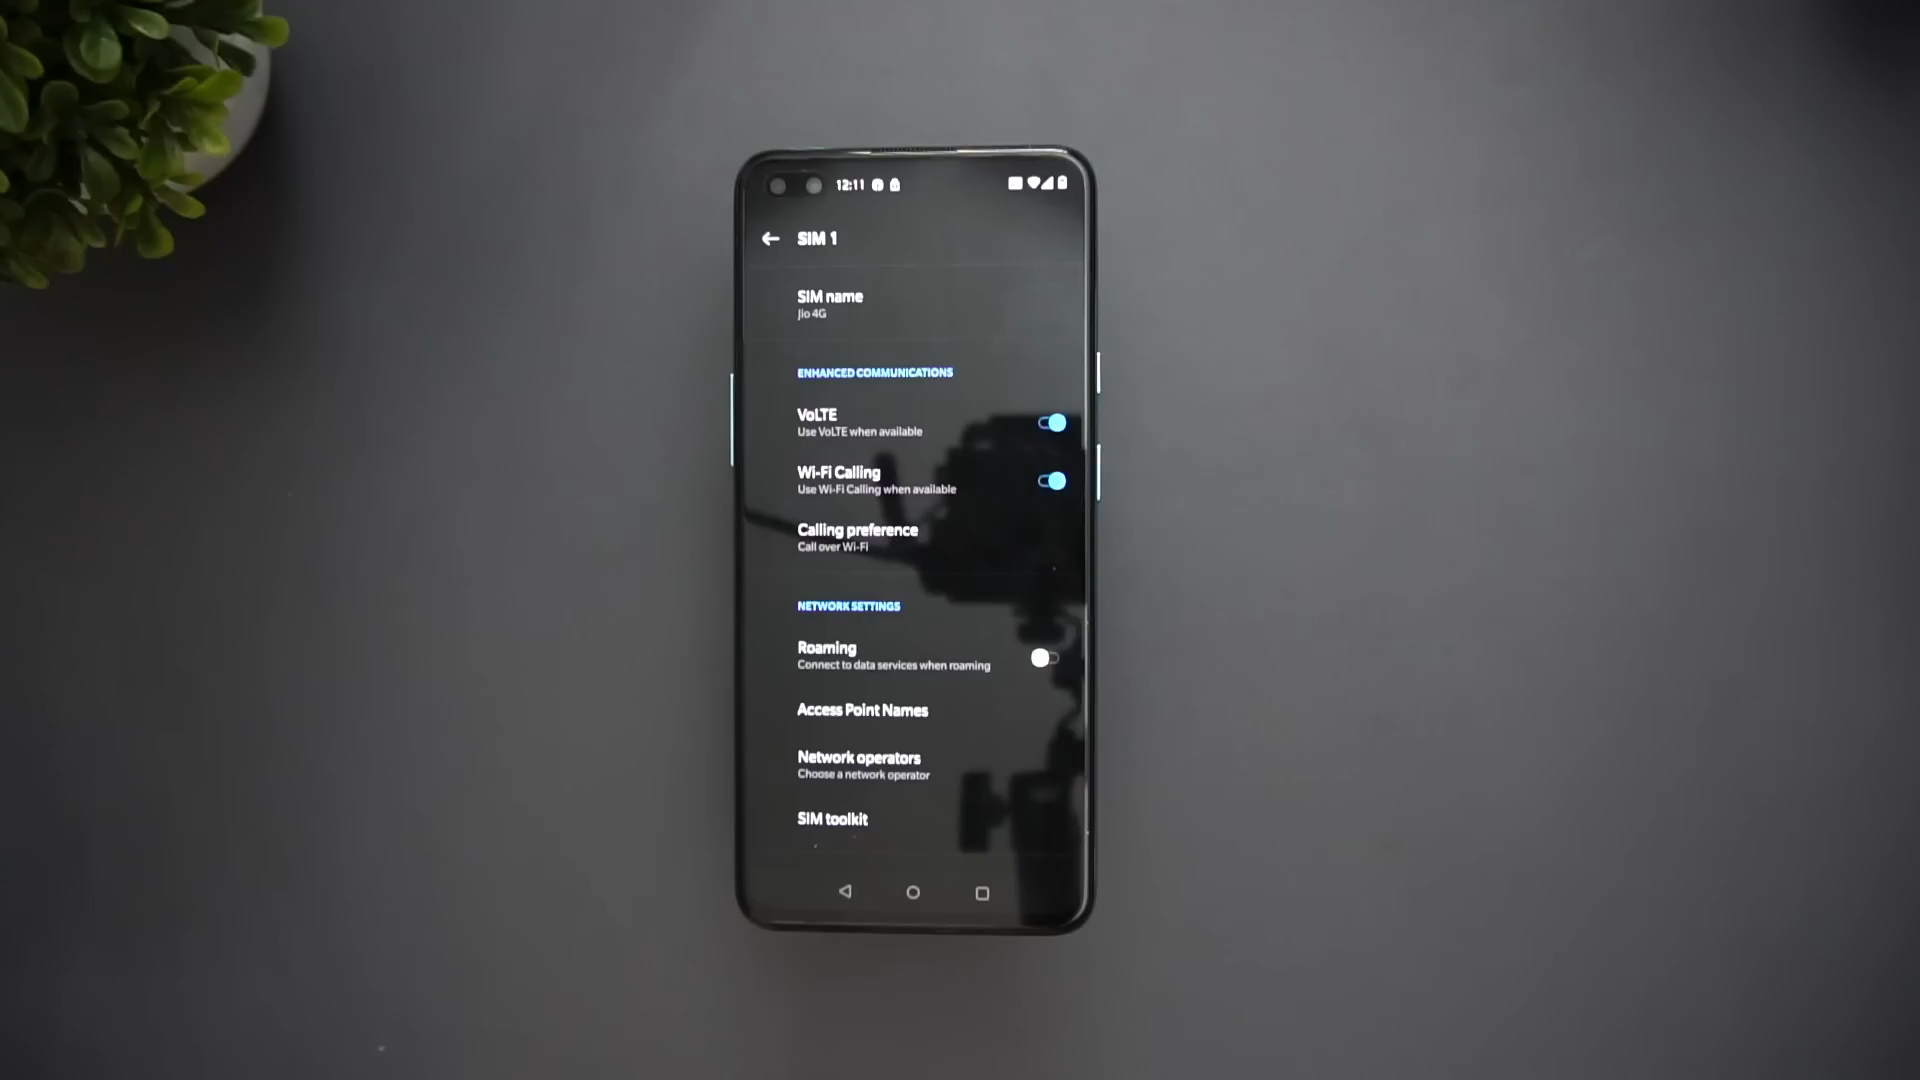 12:11
SIM 1
SIM name
Jio 4G
ENHANCED COMMUNICATIONS
VoLTE
Use VoLTE when available
Wi-Fi Calling
Use Wi-Fi Calling when available
Calling preference
Call over Wi-Fi
NETWORK SETTINGS
Roaming
Connect to data services when roaming
Access Point Names
Network operators
Choose a network operator
SIM toolkit